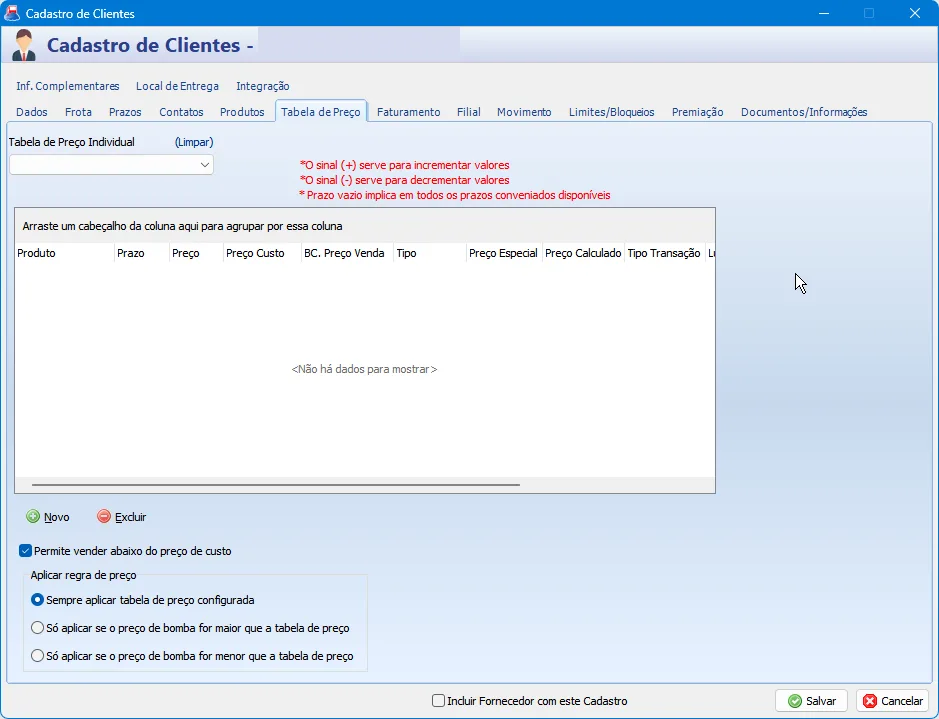 Cadastro de Clientes
Cadastro de Clientes -
Inf. Complementares Local de Entrega Integração
Dados Frota Prazos Contatos Produtos Tabela de Preço Faturamento Filial Movimento Limites/Bloqueios Premiação Documentos/Informações
Tabela de Preço Individual (Limpar)
*O sinal (+) serve para incrementar valores
*O sinal (-) serve para decrementar valores
* Prazo vazio implica em todos os prazos conveniados disponíveis
Arraste um cabeçalho da coluna aqui para agrupar por essa coluna
Produto Prazo Preço Preço Custo BC. Preço Venda Tipo Preço Especial Preço Calculado Tipo Transação
<Não há dados para mostrar>
Novo Excluir
Permite vender abaixo do preço de custo
Aplicar regra de preço
Sempre aplicar tabela de preço configurada
Só aplicar se o preço de bomba for maior que a tabela de preço
Só aplicar se o preço de bomba for menor que a tabela de preço
Incluir Fornecedor com este Cadastro Salvar Cancelar